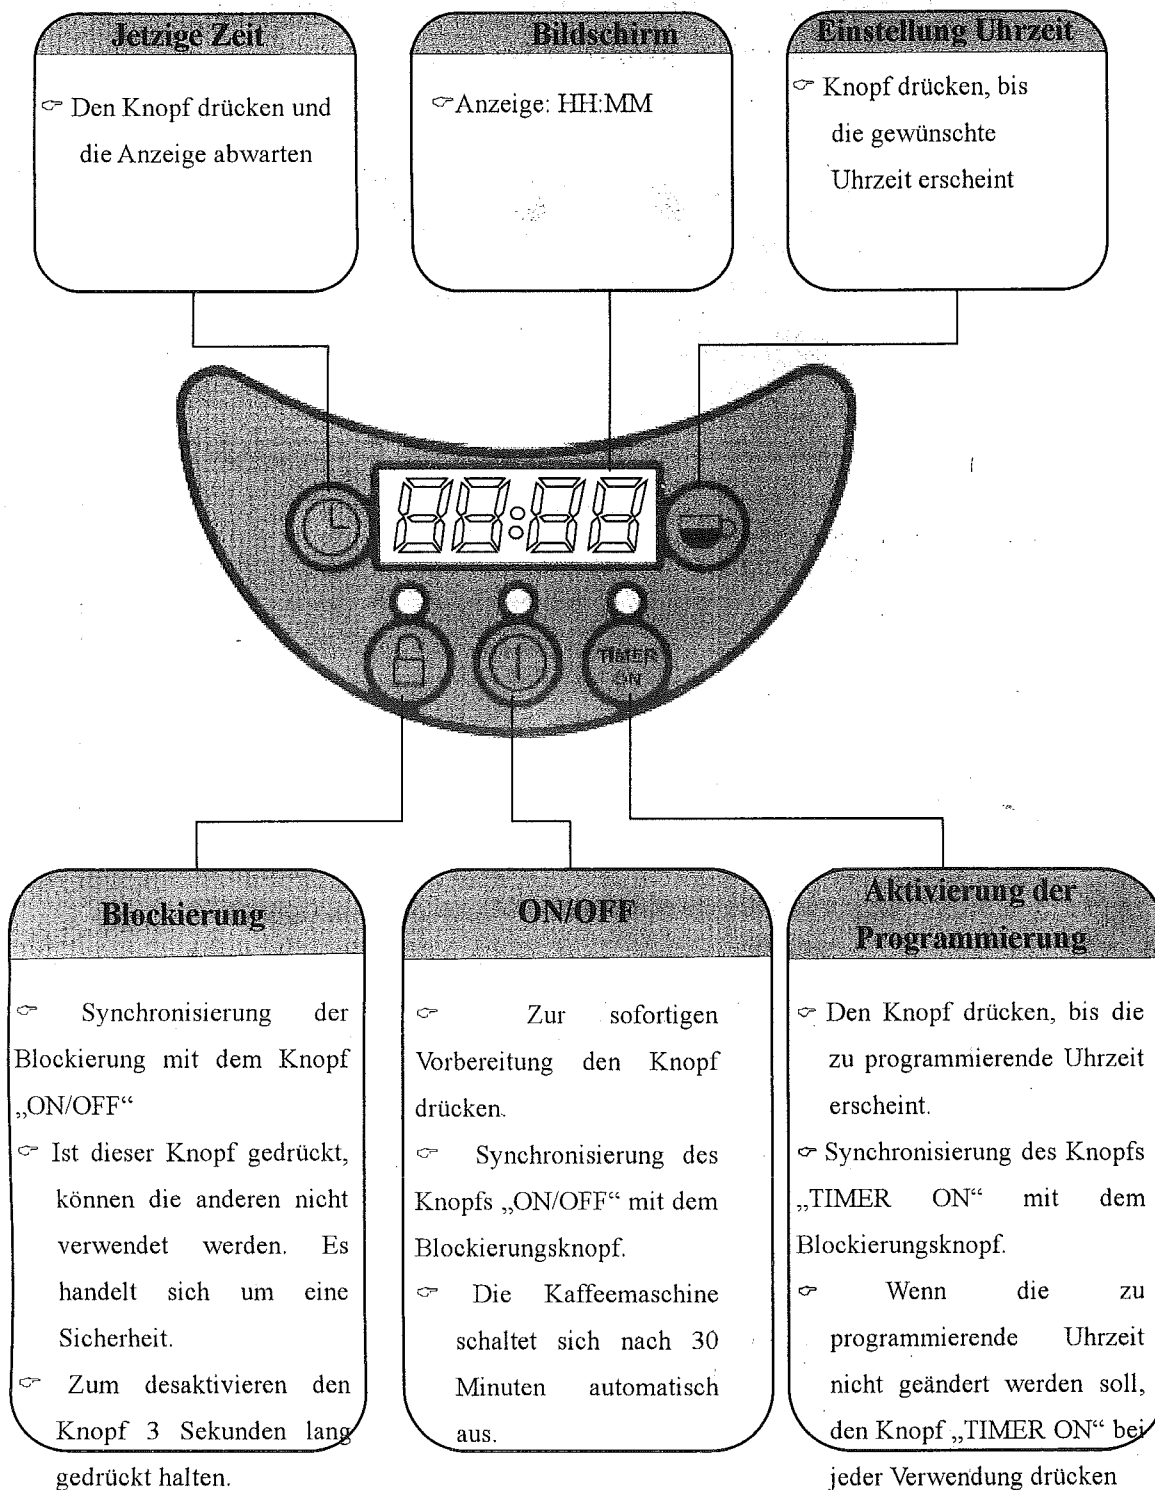 Jetzige Zeit
☞ Den Knopf drücken und
die Anzeige abwarten
Bildschirm
☞Anzeige: HH:MM
Einstellung Uhrzeit
☞ Knopf drücken, bis
die gewünschte
Uhrzeit erscheint
88:88
TIMER
ON
Blockierung
☞ Synchronisierung der
Blockierung mit dem Knopf
„ON/OFF“
☞ Ist dieser Knopf gedrückt,
können die anderen nicht
verwendet werden. Es
handelt sich um eine
Sicherheit.
☞ Zum desaktivieren den
Knopf 3 Sekunden lang
gedrückt halten.
ON/OFF
☞ Zur sofortigen
Vorbereitung den Knopf
drücken.
☞ Synchronisierung des
Knopfs „ON/OFF“ mit dem
Blockierungsknopf.
☞ Die Kaffeemaschine
schaltet sich nach 30
Minuten automatisch
aus.
Aktivierung der
Programmierung
☞ Den Knopf drücken, bis die
zu programmierende Uhrzeit
erscheint.
☞ Synchronisierung des Knopfs
„TIMER ON“ mit dem
Blockierungsknopf.
☞ Wenn die zu
programmierende Uhrzeit
nicht geändert werden soll,
den Knopf „TIMER ON“ bei
jeder Verwendung drücken